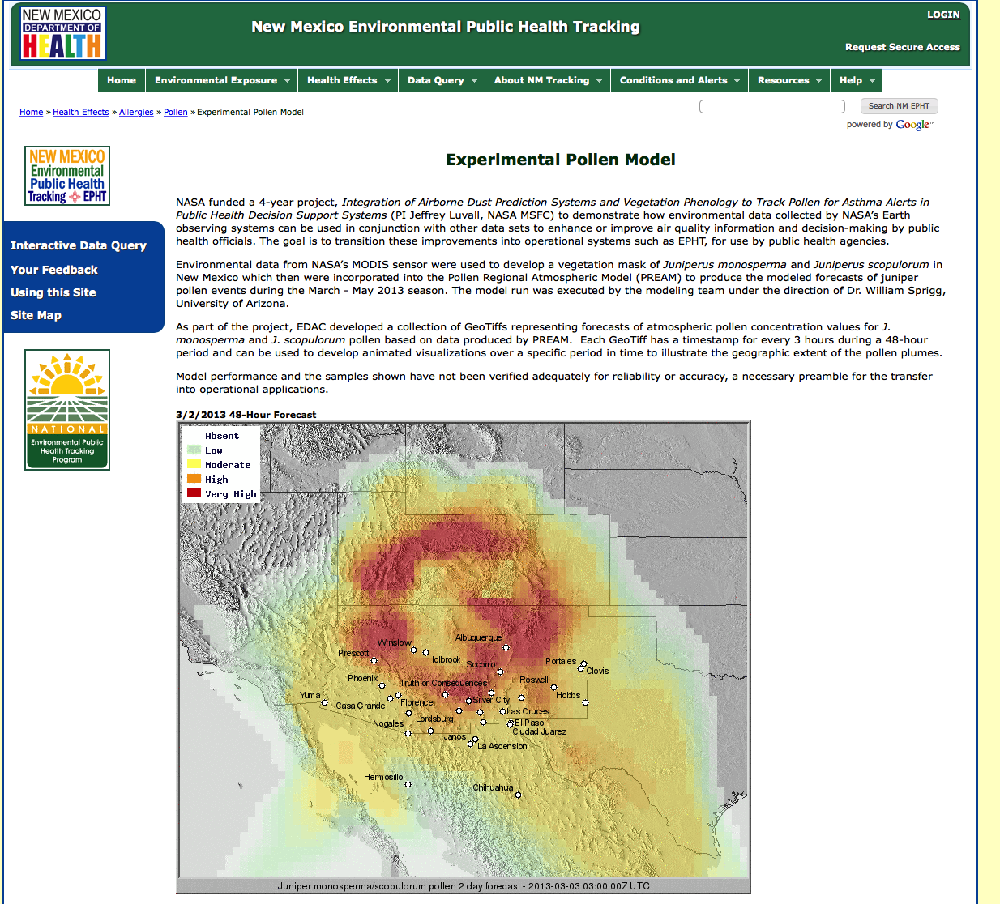 NEW MEXICO
DEPARTMENT OF
HEALTH
New Mexico Environmental Public Health Tracking
LOGIN
Request Secure Access
Home
Environmental Exposure
Health Effects
Data Query
About NM Tracking
Conditions and Alerts
Resources
Help
Home » Health Effects » Allergies » Pollen » Experimental Pollen Model
Search NM EPHT
powered by Google™
NEW MEXICO
Environmental
Public Health
Tracking EPHT
Interactive Data Query
Your Feedback
Using this Site
Site Map
NATIONAL
Environmental Public
Health Tracking
Program
Experimental Pollen Model
NASA funded a 4-year project, Integration of Airborne Dust Prediction Systems and Vegetation Phenology to Track Pollen for Asthma Alerts in
Public Health Decision Support Systems (PI Jeffrey Luvall, NASA MSFC) to demonstrate how environmental data collected by NASA's Earth
observing systems can be used in conjunction with other data sets to enhance or improve air quality information and decision-making by public
health officials. The goal is to transition these improvements into operational systems such as EPHT, for use by public health agencies.
Environmental data from NASA's MODIS sensor were used to develop a vegetation mask of Juniperus monosperma and Juniperus scopulorum in
New Mexico which then were incorporated into the Pollen Regional Atmospheric Model (PREAM) to produce the modeled forecasts of juniper
pollen events during the March - May 2013 season. The model run was executed by the modeling team under the direction of Dr. William Sprigg,
University of Arizona.
As part of the project, EDAC developed a collection of GeoTiffs representing forecasts of atmospheric pollen concentration values for J.
monosperma and J. scopulorum pollen based on data produced by PREAM. Each GeoTiff has a timestamp for every 3 hours during a 48-hour
period and can be used to develop animated visualizations over a specific period in time to illustrate the geographic extent of the pollen plumes.
Model performance and the samples shown have not been verified adequately for reliability or accuracy, a necessary preamble for the transfer
into operational applications.
3/2/2013 48-Hour Forecast
Absent
Low
Moderate
High
Very High
Winslow
Albuquerque
Prescott
Holbrook
Socorro
Portales
Clovis
Phoenix
Truth or Consequences
Roswell
Yuma
Casa Grande
Florence
Silver City
Hobbs
Nogales
Lordsburg
Las Cruces
El Paso
Ciudad Juarez
Janos
La Ascension
Hermosillo
Chihuahua
Juniper monosperma/scopulorum pollen 2 day forecast - 2013-03-03 03:00:00Z UTC